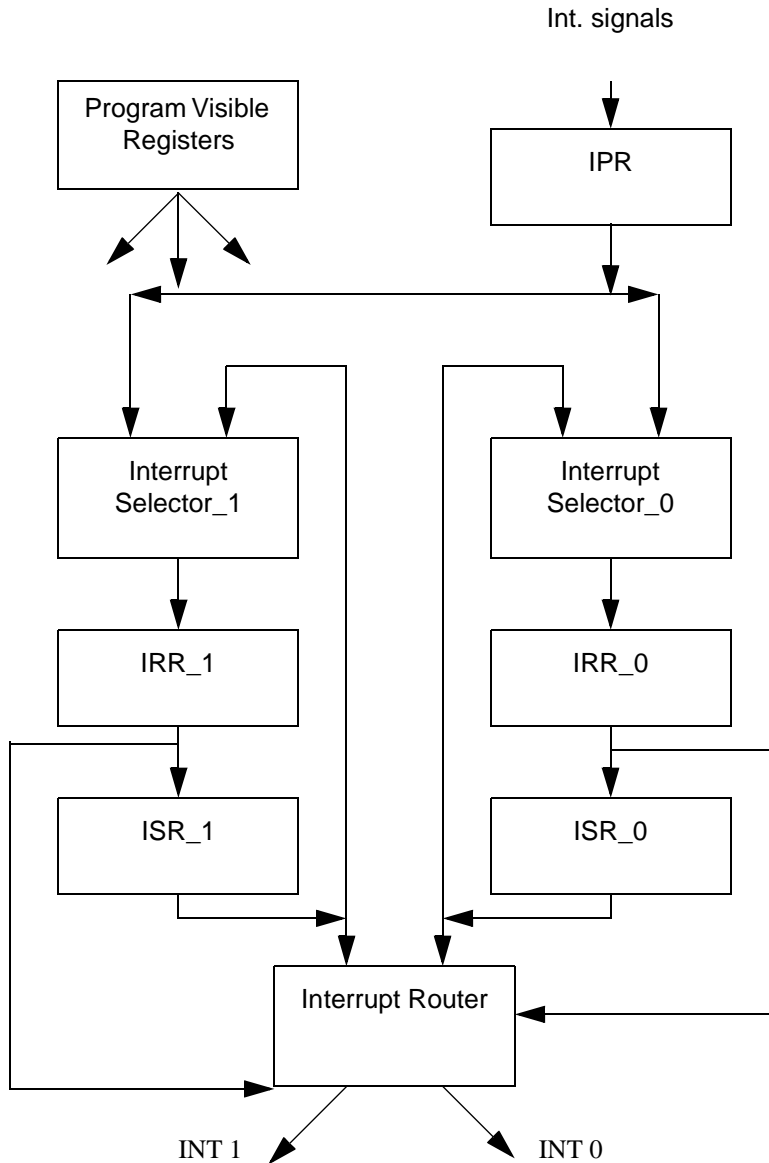 Int. signals
Program Visible
Registers
IPR
Interrupt
Selector_1
Interrupt
Selector_0
IRR_1
IRR_0
ISR_1
ISR_0
Interrupt Router
INT 1
INT 0